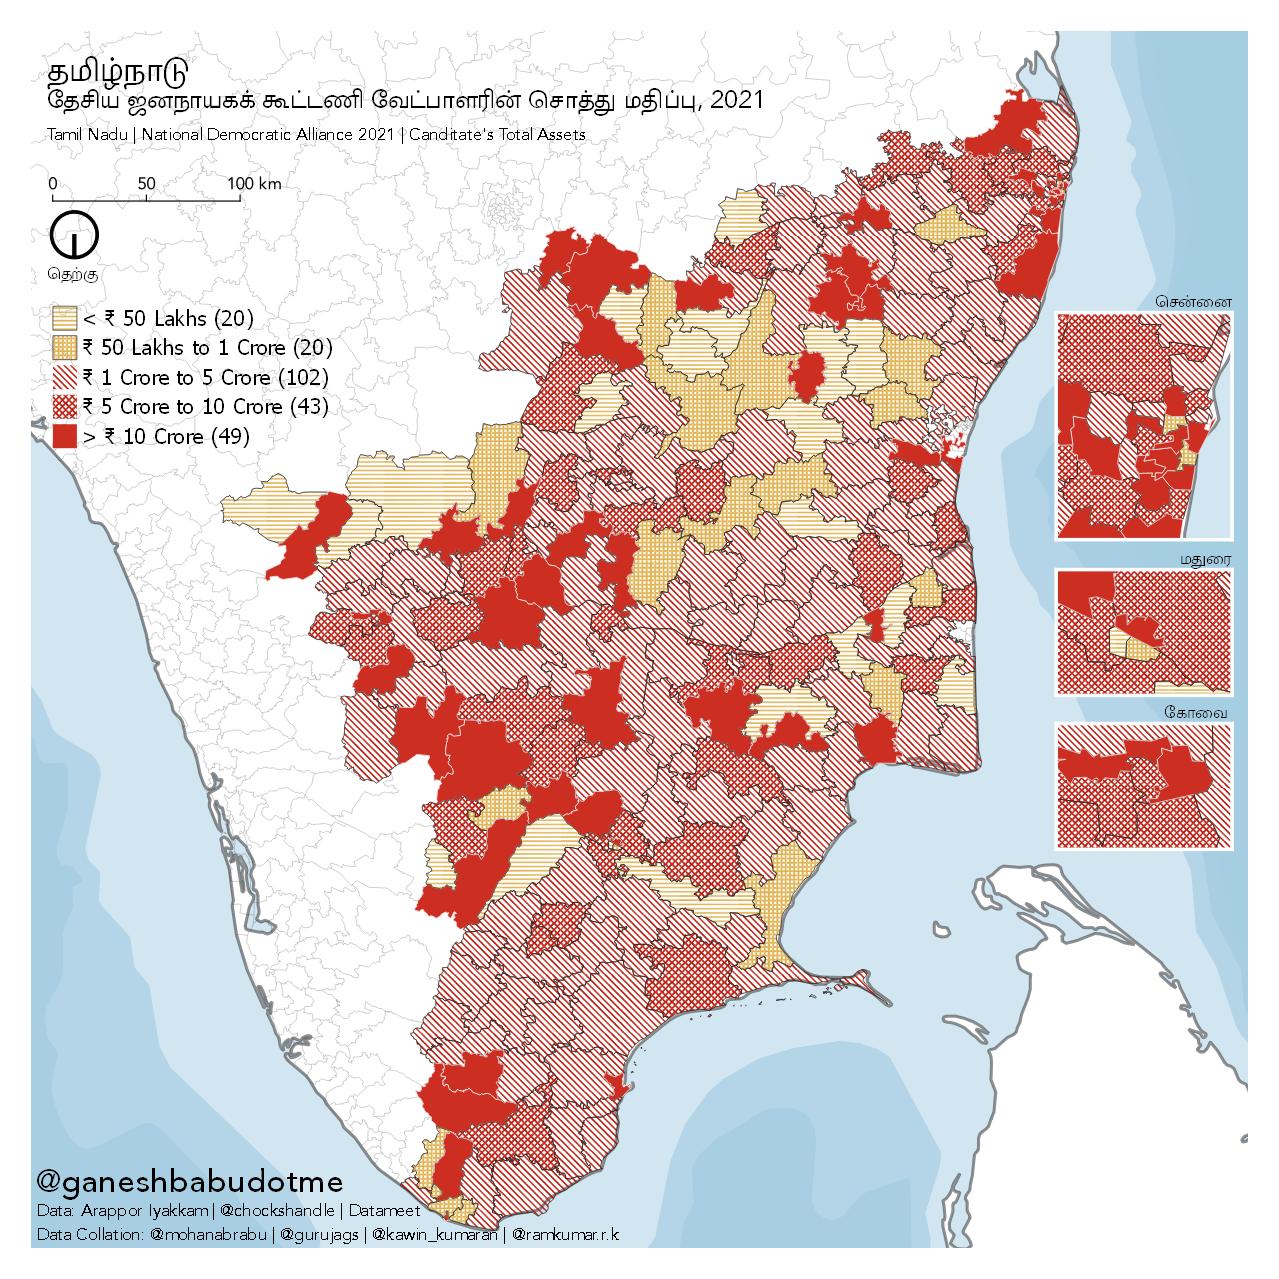 தமிழ்நாடு
தேசிய ஜனநாயகக் கூட்டணி வேட்பாளரின் சொத்து மதிப்பு, 2021
Tamil Nadu | National Democratic Alliance 2021 | Canditate's Total Assets
0 50 100 km
தெற்கு
< ₹ 50 Lakhs (20)
₹ 50 Lakhs to 1 Crore (20)
₹ 1 Crore to 5 Crore (102)
₹ 5 Crore to 10 Crore (43)
> ₹ 10 Crore (49)
சென்னை
மதுரை
கோவை
@ganeshbabudotme
Data: Arappor Iyakkam | @chockshandle | Datameet
Data Collation: @mohanabrabu | @gurujags | @kawin_kumaran | @ramkumar.r.k